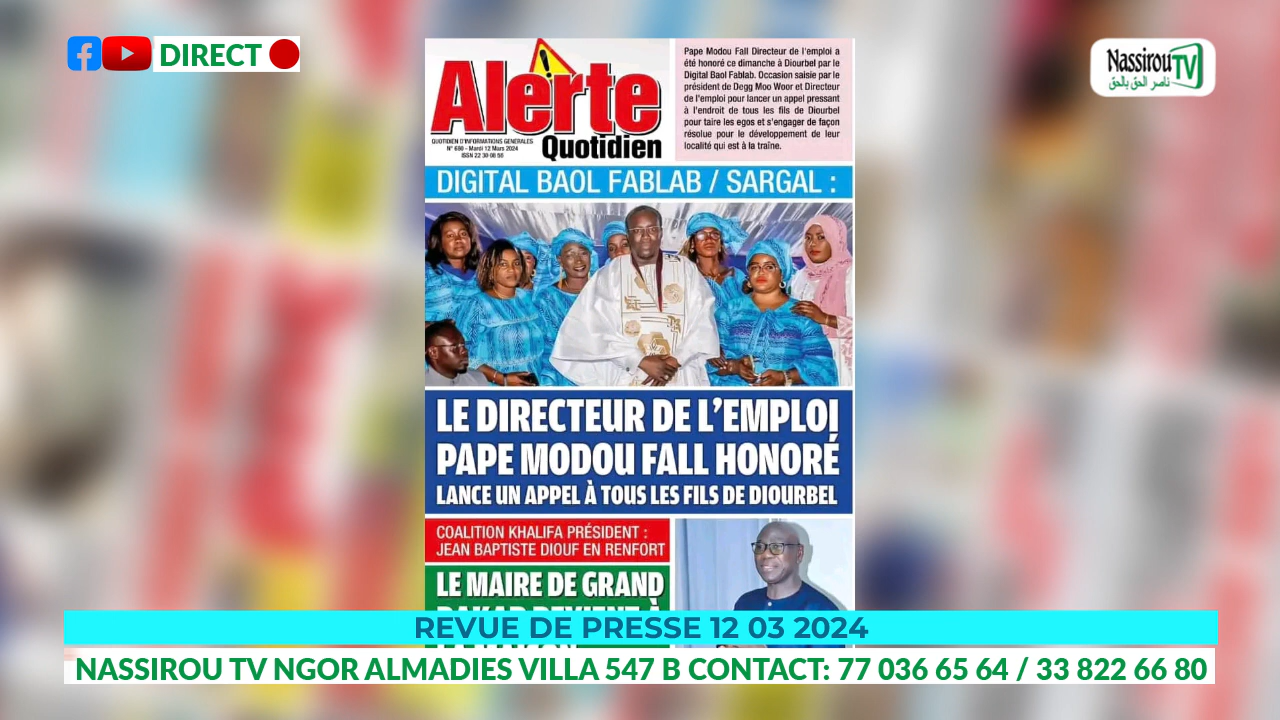 DIRECT
NassirouTV
ناصر الحق بالحق
Alerte
Quotidien
QUOTIDIEN D'INFORMATIONS GENERALES
N° 680 - Mardi 12 Mars 2024
ISSN 22 30-08 56
Pape Modou Fall Directeur de l'emploi a
été honoré ce dimanche à Diourbel par le
Digital Baol Fablab. Occasion saisie par le
président de Degg Moo Woor et Directeur
de l'emploi pour lancer un appel pressant
à l'endroit de tous les fils de Diourbel
pour taire les egos et s'engager de façon
résolue pour le développement de leur
localité qui est à la traîne.
DIGITAL BAOL FABLAB / SARGAL :
LE DIRECTEUR DE L'EMPLOI
PAPE MODOU FALL HONORÉ
LANCE UN APPEL À TOUS LES FILS DE DIOURBEL
COALITION KHALIFA PRÉSIDENT :
JEAN BAPTISTE DIOUF EN RENFORT
LE MAIRE DE GRAND
REVUE DE PRESSE 12 03 2024
NASSIROU TV NGOR ALMADIES VILLA 547 B CONTACT: 77 036 65 64 / 33 822 66 80